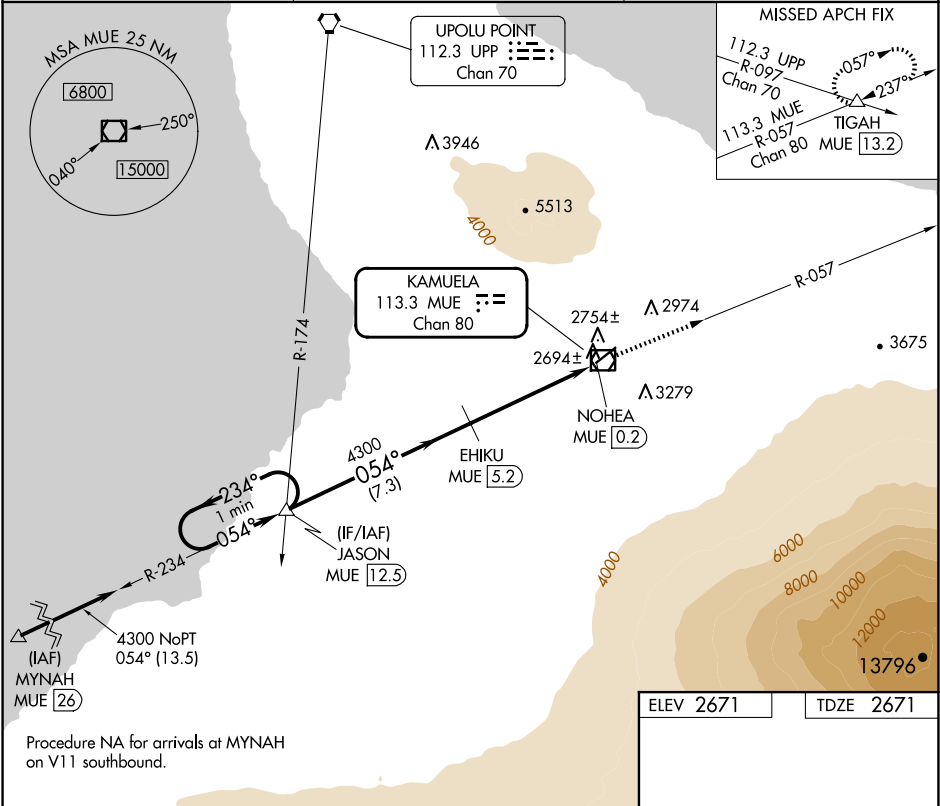 MSA MUE 25 NM
6800
250°
040°
15000
UPOLU POINT
112.3 UPP
Chan 70
MISSED APCH FIX
112.3 UPP
R-097
Chan 70
057°
237°
113.3 MUE
R-057
Chan 80
TIGAH
MUE 13.2
3946
5513
4000
KAMUELA
113.3 MUE
Chan 80
R-174
R-057
2754±
2974
2694±
3675
3279
NOHEA
MUE 0.2
4300
054°
(7.3)
EHIKU
MUE 5.2
234°
1 min
054°
(IF/IAF)
JASON
MUE 12.5
R-234
4300 NoPT
054° (13.5)
(IAF)
MYNAH
MUE 26
4000
6000
8000
10000
12000
13796
ELEV 2671
TDZE 2671
Procedure NA for arrivals at MYNAH
on V11 southbound.